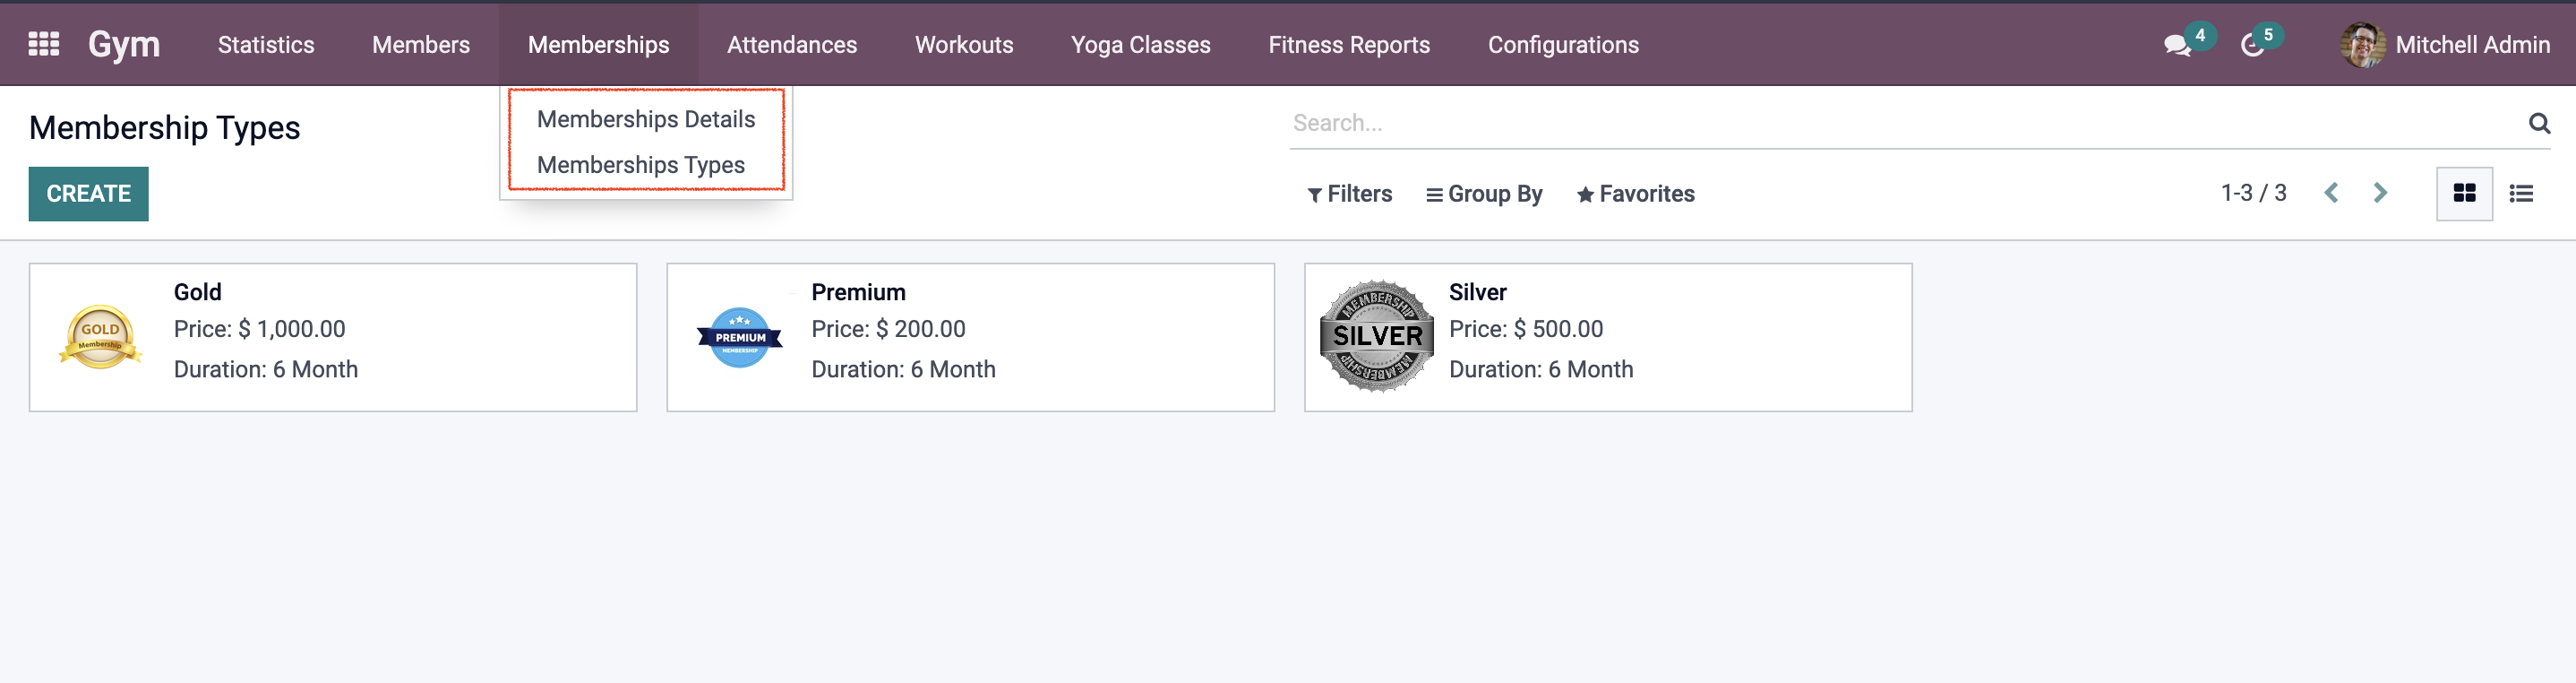 Gym Statistics Members Memberships Attendances Workouts Yoga Classes Fitness Reports Configurations 4 5 Mitchell Admin
Memberships Details
Memberships Types
Membership Types
Search...
CREATE
Filters Group By Favorites 1-3 / 3
GOLD
Membership
Gold
Price: $ 1,000.00
Duration: 6 Month
PREMIUM
MEMBERSHIP
Premium
Price: $ 200.00
Duration: 6 Month
MEMBERSHIP
SILVER
MEMBERSHIP
Silver
Price: $ 500.00
Duration: 6 Month